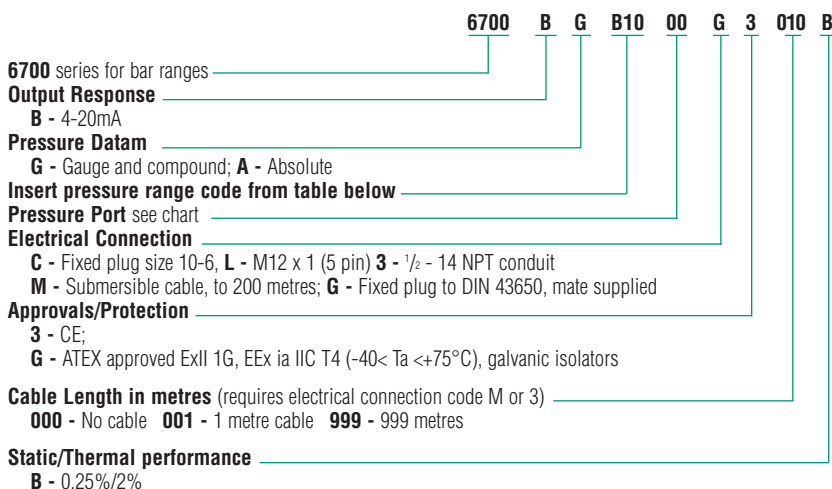 6700 B G B10 00 G 3 010 B
6700 series for bar ranges
Output Response
B - 4-20mA
Pressure Datam
G - Gauge and compound; A - Absolute
Insert pressure range code from table below
Pressure Port see chart
Electrical Connection
C - Fixed plug size 10-6, L - M12 x 1 (5 pin) 3 - 1/2 - 14 NPT conduit
M - Submersible cable, to 200 metres; G - Fixed plug to DIN 43650, mate supplied
Approvals/Protection
3 - CE;
G - ATEX approved ExII 1G, EEx ia IIC T4 (-40< Ta <+75°C), galvanic isolators
Cable Length in metres (requires electrical connection code M or 3)
000 - No cable 001 - 1 metre cable 999 - 999 metres
Static/Thermal performance
B - 0.25%/2%